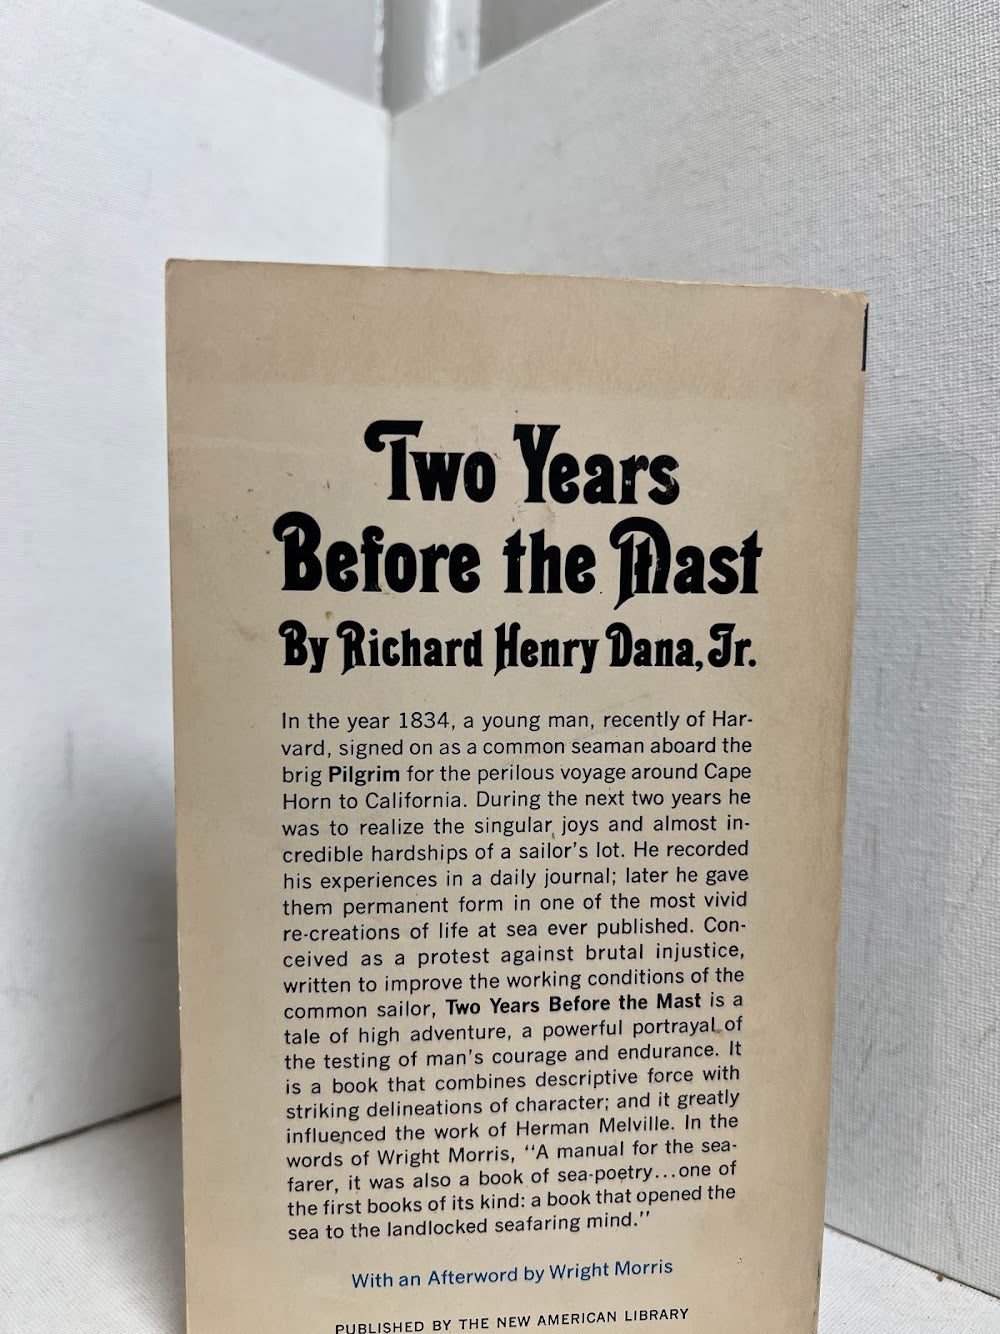 Two Years
Before the Mast
By Richard Henry Dana, Jr.
In the year 1834, a young man, recently of Har-
vard, signed on as a common seaman aboard the
brig Pilgrim for the perilous voyage around Cape
Horn to California. During the next two years he
was to realize the singular joys and almost in-
credible hardships of a sailor's lot. He recorded
his experiences in a daily journal; later he gave
them permanent form in one of the most vivid
re-creations of life at sea ever published. Con-
ceived as a protest against brutal injustice,
written to improve the working conditions of the
common sailor, Two Years Before the Mast is a
tale of high adventure, a powerful portrayal of
the testing of man's courage and endurance. It
is a book that combines descriptive force with
striking delineations of character; and it greatly
influenced the work of Herman Melville. In the
words of Wright Morris, "A manual for the sea-
farer, it was also a book of sea-poetry...one of
the first books of its kind: a book that opened the
sea to the landlocked seafaring mind."
With an Afterword by Wright Morris
PUBLISHED BY THE NEW AMERICAN LIBRARY